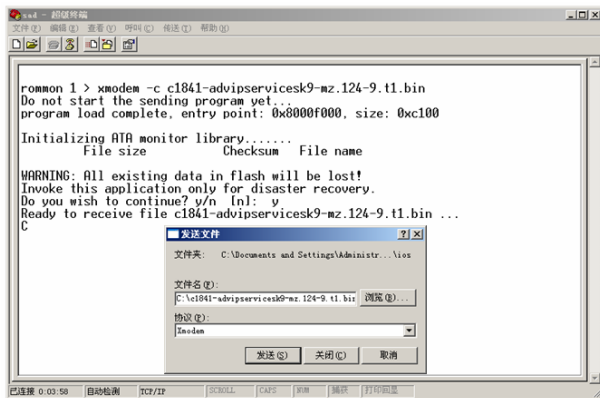 xmd - 超级终端
文件(F) 编辑(E) 查看(V) 呼叫(C) 传送(T) 帮助(H)
rommon 1 > xmodem -c c1841-advipservicesk9-mz.124-9.t1.bin
Do not start the sending program yet...
program load complete, entry point: 0x8000f000, size: 0xc100
Initializing ATA monitor library.......
File size Checksum File name
WARNING: All existing data in flash will be lost!
Invoke this application only for disaster recovery.
Do you wish to continue? y/n [n]: y
Ready to receive file c1841-advipservicesk9-mz.124-9.t1.bin ...
C
发送文件
文件夹: C:\Documents and Settings\Administr...\ios
文件名(F):
C:\c1841-advipservicesk9-mz.124-9.t1.bin 浏览(B)...
协议(P):
Xmodem
发送(S) 关闭(C) 取消
已连接 0:03:58 自动检测 TCP/IP SCROLL CAPS NUM 捕获 打印回显